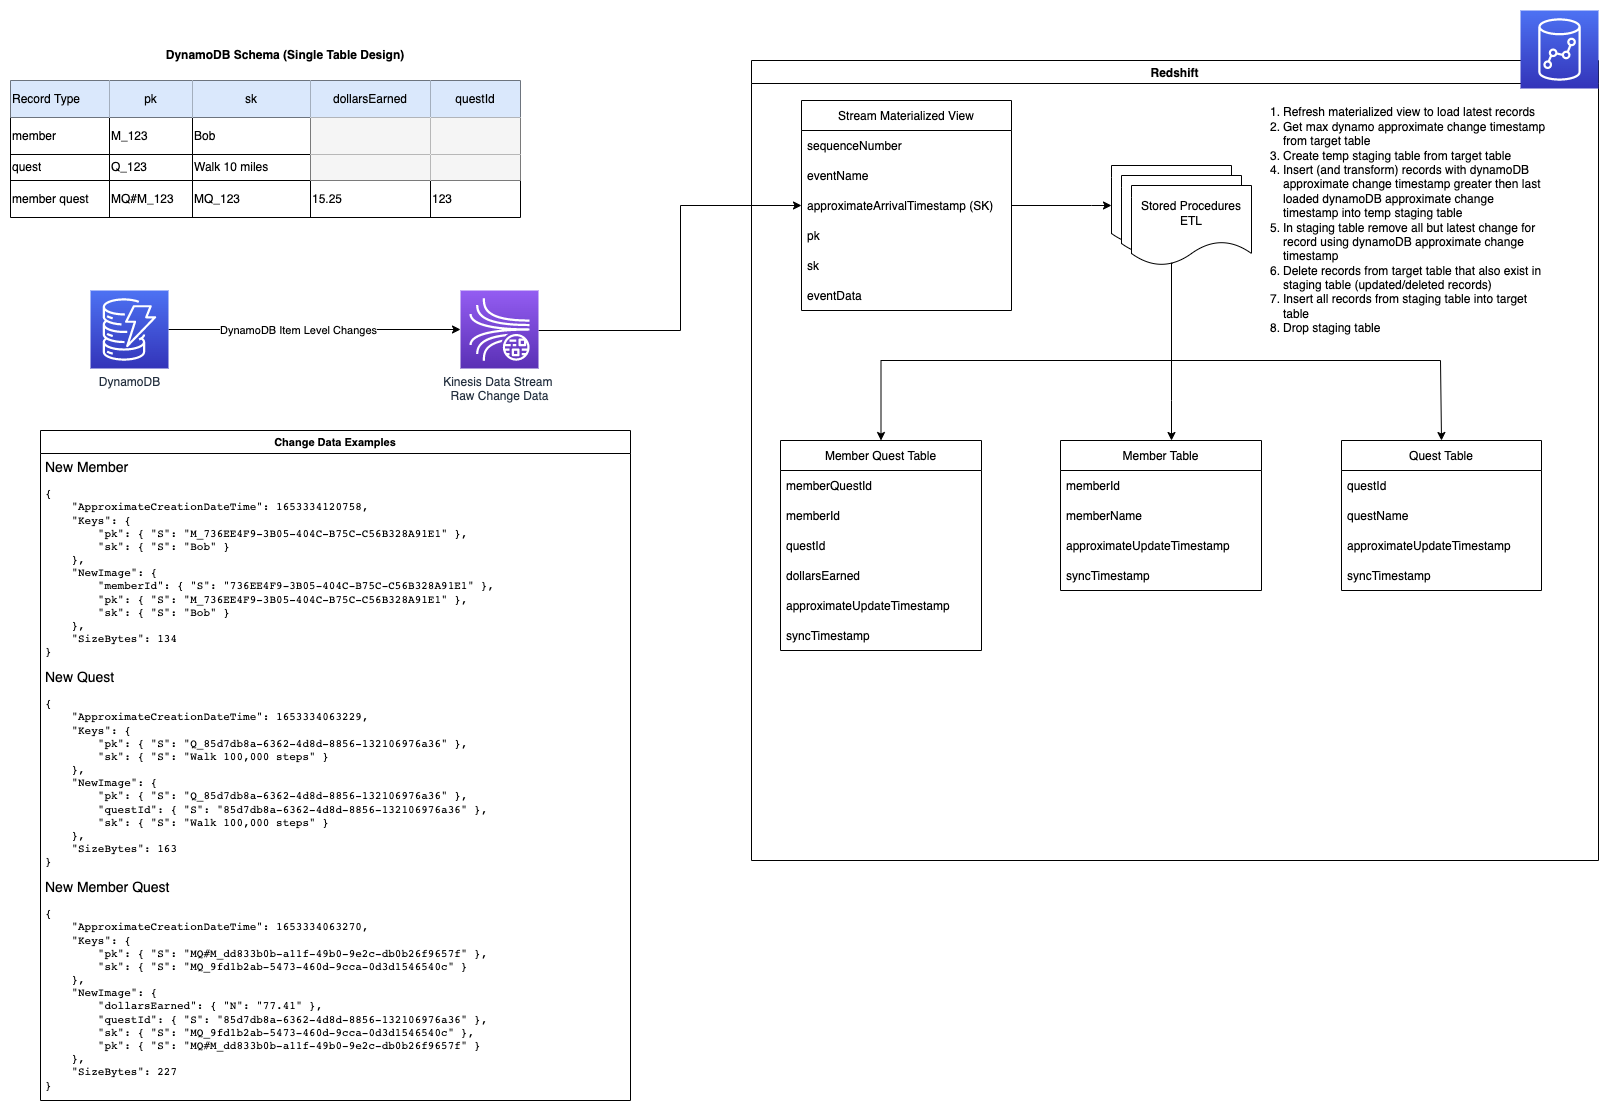 DynamoDB Schema (Single Table Design)
Record Type pk sk dollarsEarned questId
member M_123 Bob
quest Q_123 Walk 10 miles
member quest MQ#M_123 MQ_123 15.25 123
DynamoDB Item Level Changes
DynamoDB
Kinesis Data Stream
Raw Change Data
Change Data Examples
New Member
{
"ApproximateCreationDateTime": 1653334120758,
"Keys": {
"pk": { "S": "M_736EE4F9-3B05-404C-B75C-C56B328A91E1" },
"sk": { "S": "Bob" }
},
"NewImage": {
"memberId": { "S": "736EE4F9-3B05-404C-B75C-C56B328A91E1" },
"pk": { "S": "M_736EE4F9-3B05-404C-B75C-C56B328A91E1" },
"sk": { "S": "Bob" }
},
"SizeBytes": 134
}
New Quest
{
"ApproximateCreationDateTime": 1653334063229,
"Keys": {
"pk": { "S": "Q_85d7db8a-6362-4d8d-8856-132106976a36" },
"sk": { "S": "Walk 100,000 steps" }
},
"NewImage": {
"pk": { "S": "Q_85d7db8a-6362-4d8d-8856-132106976a36" },
"questId": { "S": "85d7db8a-6362-4d8d-8856-132106976a36" },
"sk": { "S": "Walk 100,000 steps" }
},
"SizeBytes": 163
}
New Member Quest
{
"ApproximateCreationDateTime": 1653334063270,
"Keys": {
"pk": { "S": "MQ#M_dd833b0b-a11f-49b0-9e2c-db0b26f9657f" },
"sk": { "S": "MQ_9fd1b2ab-5473-460d-9cca-0d3d1546540c" }
},
"NewImage": {
"dollarsEarned": { "N": "77.41" },
"questId": { "S": "85d7db8a-6362-4d8d-8856-132106976a36" },
"sk": { "S": "MQ_9fd1b2ab-5473-460d-9cca-0d3d1546540c" },
"pk": { "S": "MQ#M_dd833b0b-a11f-49b0-9e2c-db0b26f9657f" }
},
"SizeBytes": 227
}
Redshift
Stream Materialized View
sequenceNumber
eventName
approximateArrivalTimestamp (SK)
pk
sk
eventData
Stored Procedures
ETL
1. Refresh materialized view to load latest records
2. Get max dynamo approximate change timestamp
from target table
3. Create temp staging table from target table
4. Insert (and transform) records with dynamoDB
approximate change timestamp greater then last
loaded dynamoDB approximate change
timestamp into temp staging table
5. In staging table remove all but latest change for
record using dynamoDB approximate change
timestamp
6. Delete records from target table that also exist in
staging table (updated/deleted records)
7. Insert all records from staging table into target
table
8. Drop staging table
Member Quest Table
memberQuestId
memberId
questId
dollarsEarned
approximateUpdateTimestamp
syncTimestamp
Member Table
memberId
memberName
approximateUpdateTimestamp
syncTimestamp
Quest Table
questId
questName
approximateUpdateTimestamp
syncTimestamp